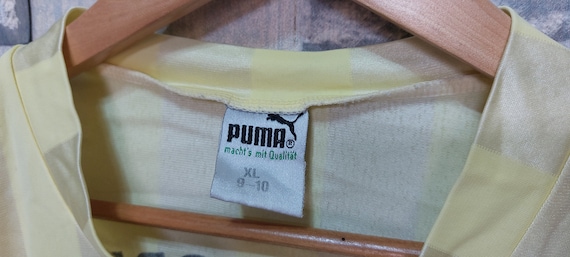 PUMA®
macht's mit Qualität
XL
9-10